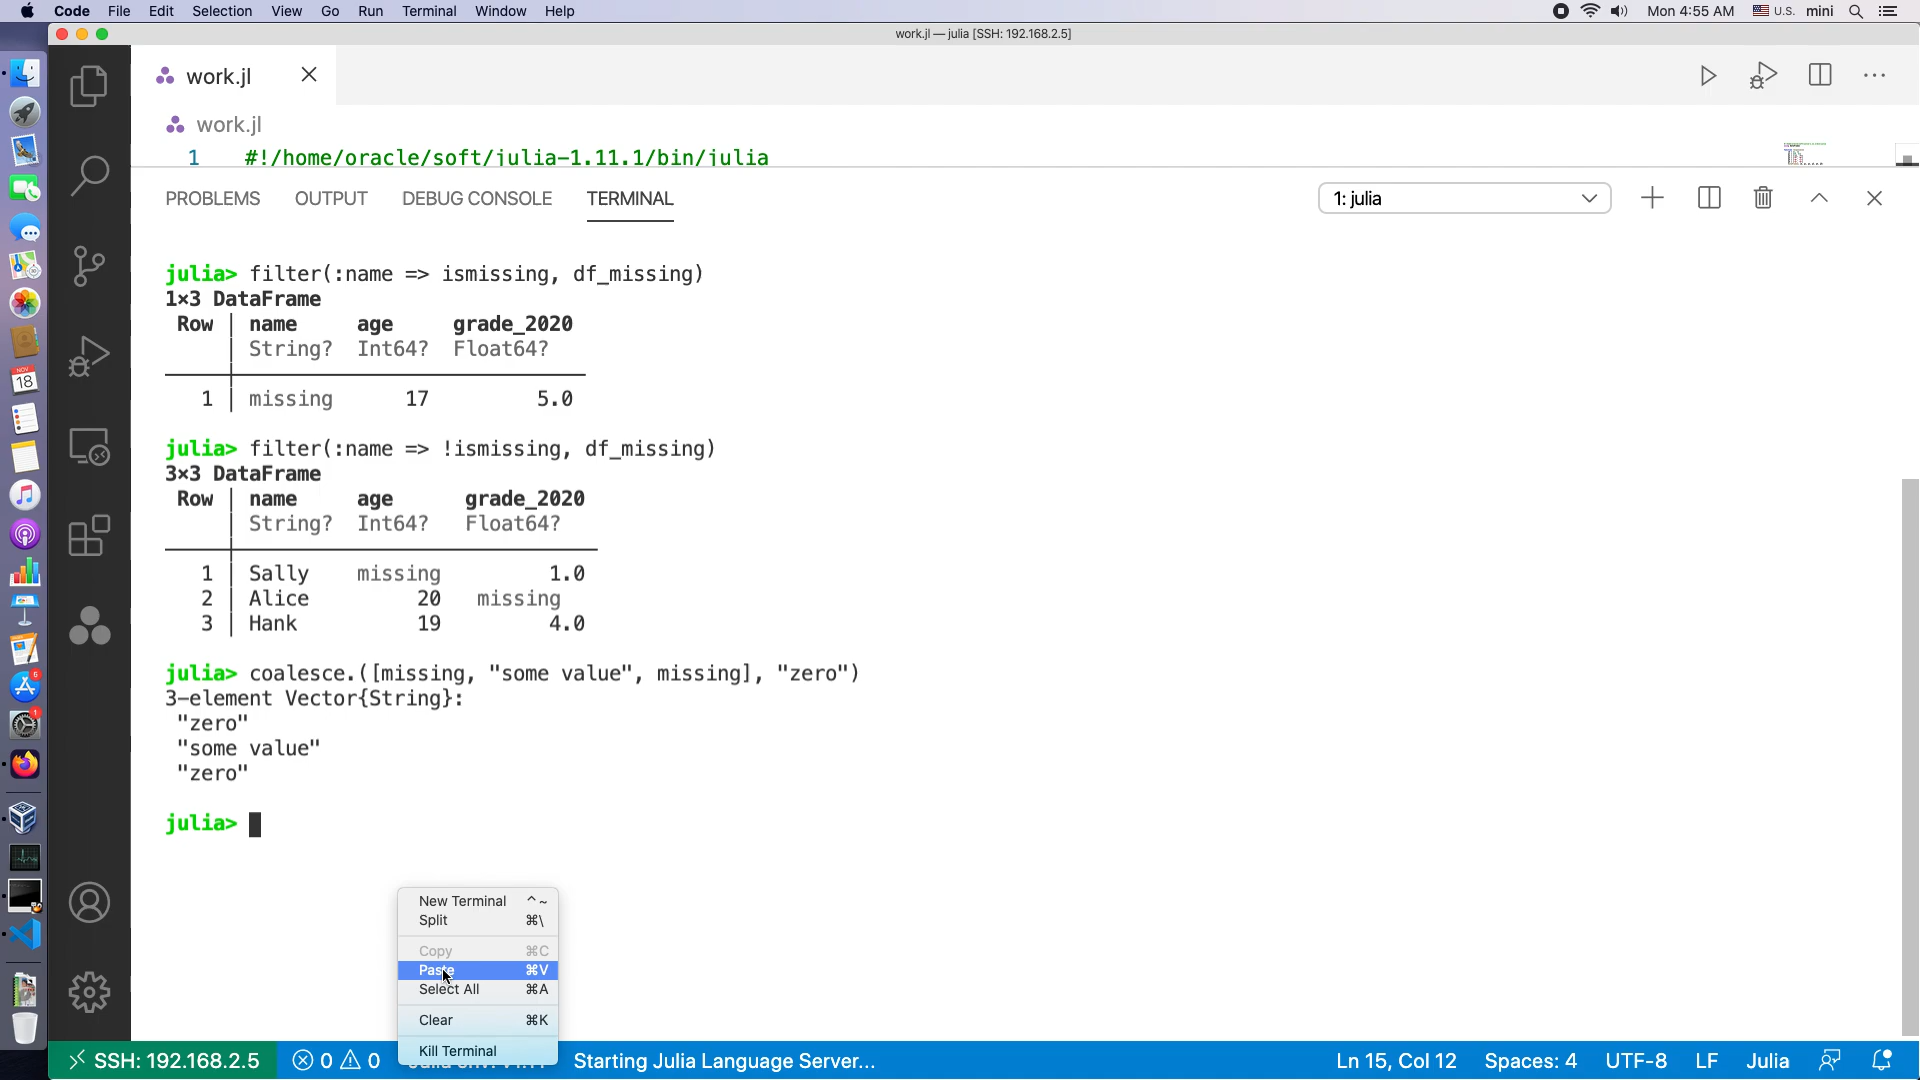 Code File Edit Selection View Go Run Terminal Window Help Mon 4:55 AM U.S. mini
work.jl — julia [SSH: 192.168.2.5]
work.jl
work.jl
1 #!/home/oracle/soft/julia-1.11.1/bin/julia
PROBLEMS OUTPUT DEBUG CONSOLE TERMINAL 1: julia
julia> filter(:name => ismissing, df_missing)
1×3 DataFrame
Row name age grade_2020
String? Int64? Float64?
1 missing 17 5.0
julia> filter(:name => !ismissing, df_missing)
3×3 DataFrame
Row name age grade_2020
String? Int64? Float64?
1 Sally missing 1.0
2 Alice 20 missing
3 Hank 19 4.0
julia> coalesce.([missing, "some value", missing], "zero")
3-element Vector{String}:
"zero"
"some value"
"zero"
julia>
New Terminal ^~
Split ⌘\
Copy ⌘C
Paste ⌘V
Select All ⌘A
Clear ⌘K
Kill Terminal
NOV
18
6
1
SSH: 192.168.2.5 0 0 Starting Julia Language Server... Ln 15, Col 12 Spaces: 4 UTF-8 LF Julia